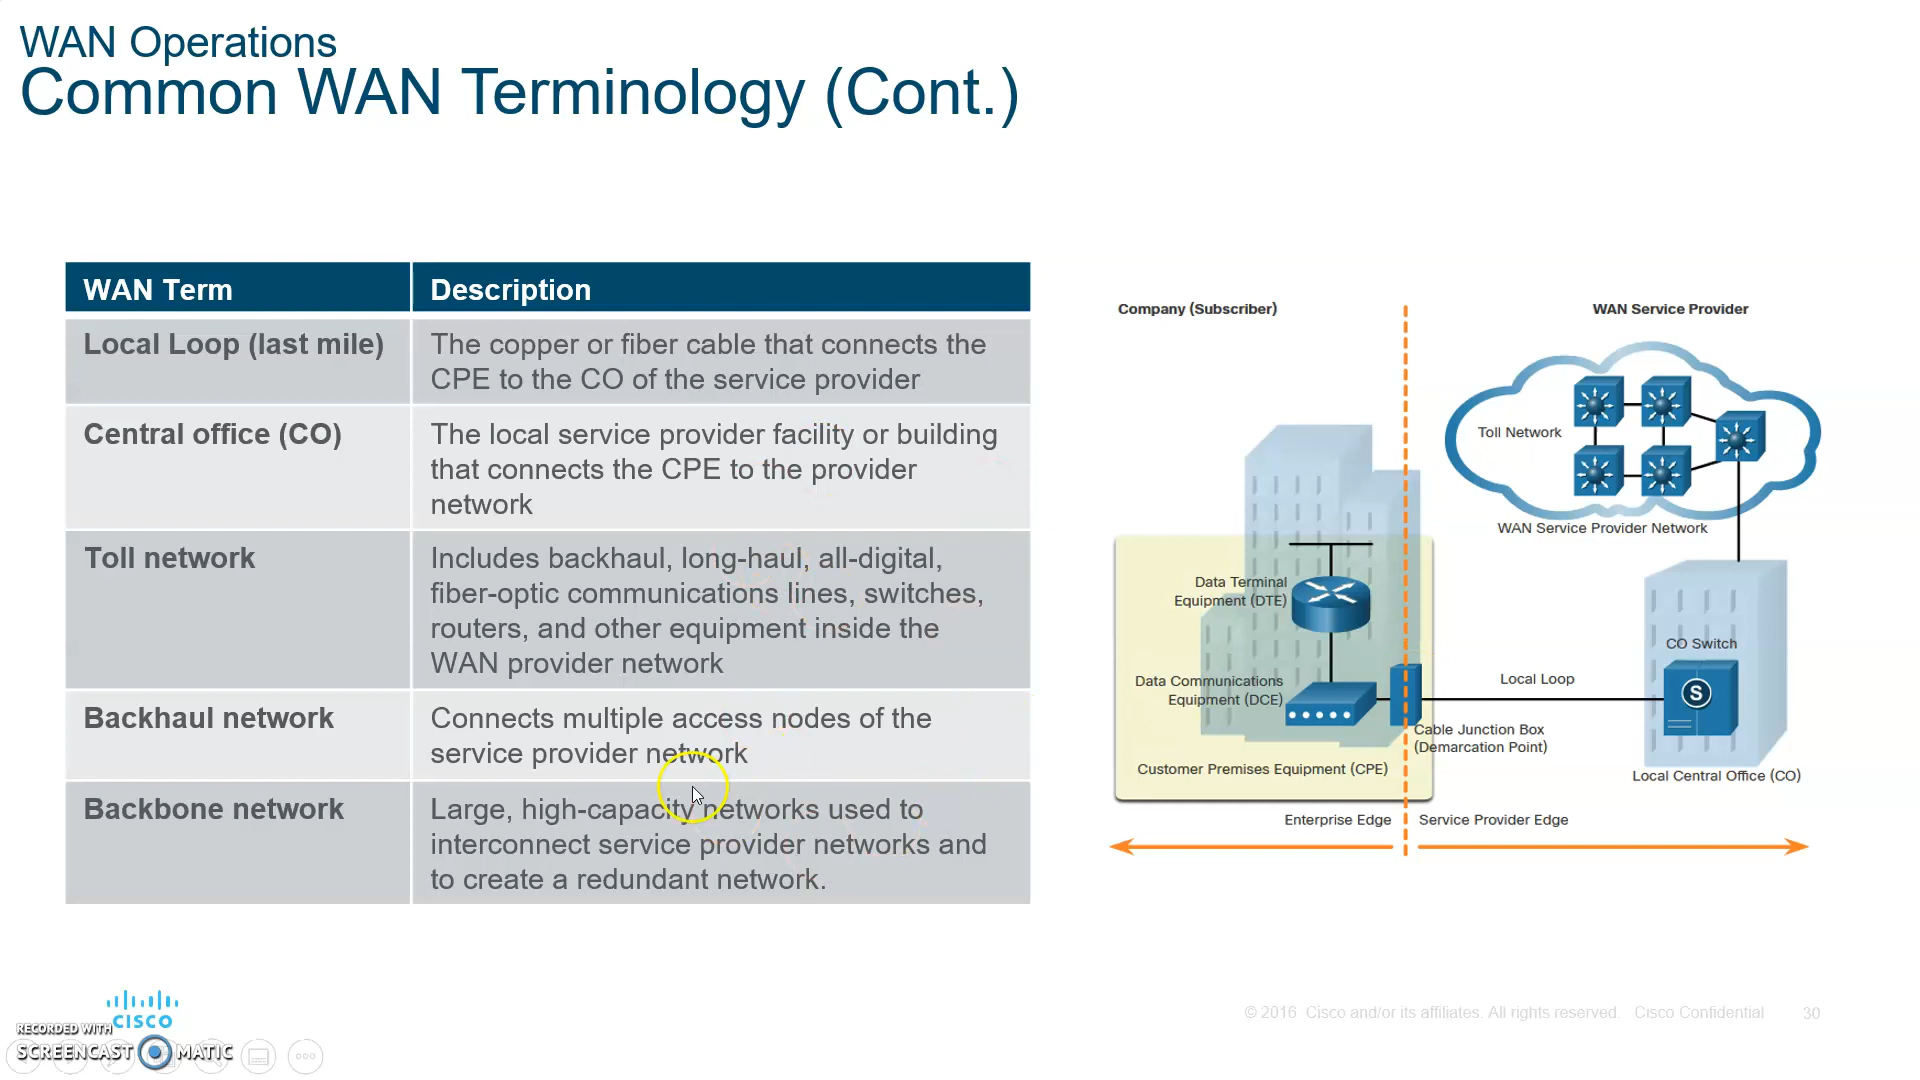 WAN Operations
Common WAN Terminology (Cont.)
WAN Term
Description
Local Loop (last mile)
The copper or fiber cable that connects the
CPE to the CO of the service provider
Central office (CO)
The local service provider facility or building
that connects the CPE to the provider
network
Toll network
Includes backhaul, long-haul, all-digital,
fiber-optic communications lines, switches,
routers, and other equipment inside the
WAN provider network
Backhaul network
Connects multiple access nodes of the
service provider network
Backbone network
Large, high-capacity networks used to
interconnect service provider networks and
to create a redundant network.
Company (Subscriber)
WAN Service Provider
Toll Network
WAN Service Provider Network
Data Terminal
Equipment (DTE)
CO Switch
S
Data Communications
Equipment (DCE)
Local Loop
Cable Junction Box
(Demarcation Point)
Customer Premises Equipment (CPE)
Local Central Office (CO)
Enterprise Edge
Service Provider Edge
CISCO
RECORDED WITH
SCREENCAST MATIC
© 2016 Cisco and/or its affiliates. All rights reserved. Cisco Confidential
30